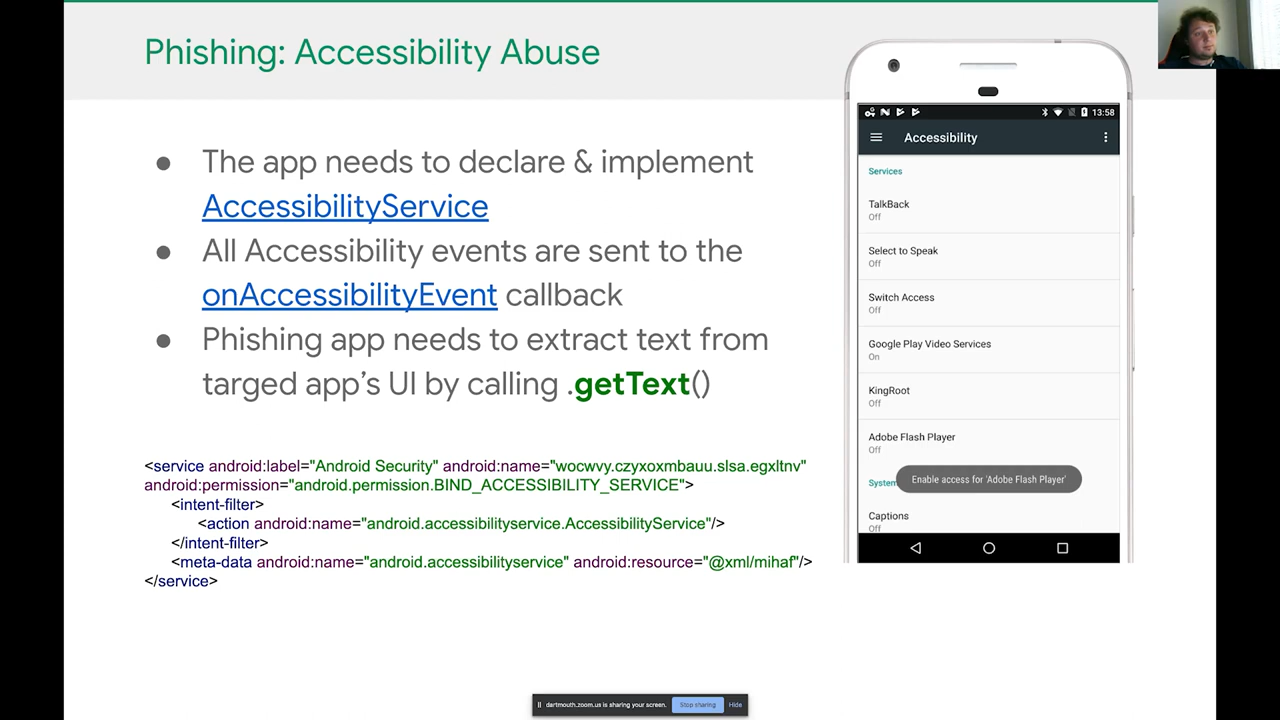 Phishing: Accessibility Abuse
● The app needs to declare & implement
AccessibilityService
● All Accessibility events are sent to the
onAccessibilityEvent callback
● Phishing app needs to extract text from
targed app's UI by calling .getText()
<service android:label="Android Security" android:name="wocwvy.czyxoxmbauu.slsa.egxltnv"
android:permission="android.permission.BIND_ACCESSIBILITY_SERVICE">
<intent-filter>
<action android:name="android.accessibilityservice.AccessibilityService"/>
</intent-filter>
<meta-data android:name="android.accessibilityservice" android:resource="@xml/mihaf"/>
</service>
13:58
Accessibility
Services
TalkBack
Off
Select to Speak
Off
Switch Access
Off
Google Play Video Services
On
KingRoot
Off
Adobe Flash Player
Off
System
Enable access for 'Adobe Flash Player'
Captions
Off
dartmouth.zoom.us is sharing your screen.
Stop sharing
Hide